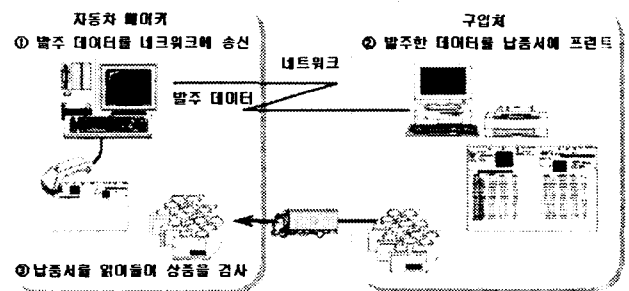 자동차 메이커
① 발주 데이터를 네크워크에 송신
구입처
② 발주한 데이터를 납품서에 프린트
네트워크
발주 데이터
③ 납품서를 읽어들여 상품을 검사